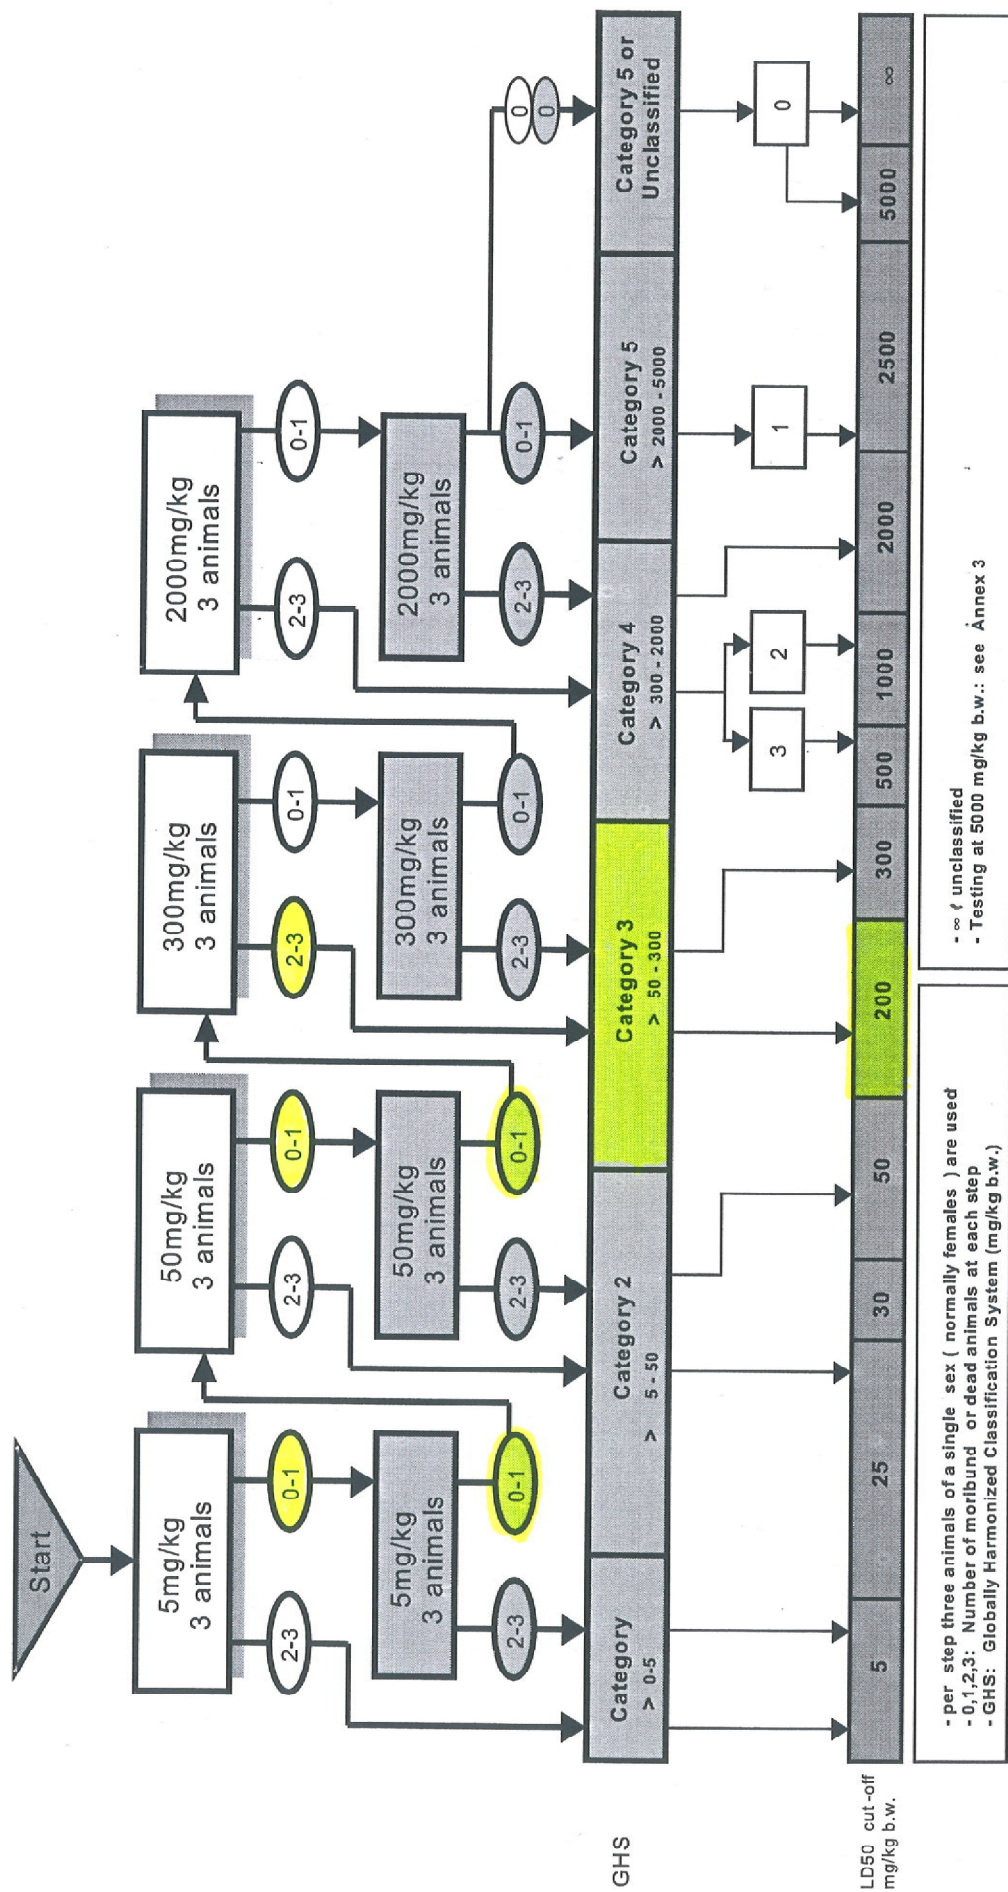 Start
5mg/kg
3 animals
50mg/kg
3 animals
300mg/kg
3 animals
2000mg/kg
3 animals
2-3
0-1
2-3
0-1
2-3
0-1
2-3
0-1
5mg/kg
3 animals
50mg/kg
3 animals
300mg/kg
3 animals
2000mg/kg
3 animals
2-3
0-1
2-3
0-1
2-3
0-1
2-3
0-1
0
0
GHS
Category
> 0-5
Category 2
> 5 - 50
Category 3
> 50 - 300
Category 4
> 300 - 2000
Category 5
> 2000 - 5000
Category 5 or
Unclassified
3
2
1
0
LD50 cut-off
mg/kg b.w.
5
25
30
50
200
300
500
1000
2000
2500
5000
∞
- per step three animals of a single sex ( normally females ) are used
- 0,1,2,3: Number of moribund or dead animals at each step
- GHS: Globally Harmonized Classification System (mg/kg b.w.)
- ∞ unclassified
- Testing at 5000 mg/kg b.w.: see Annex 3